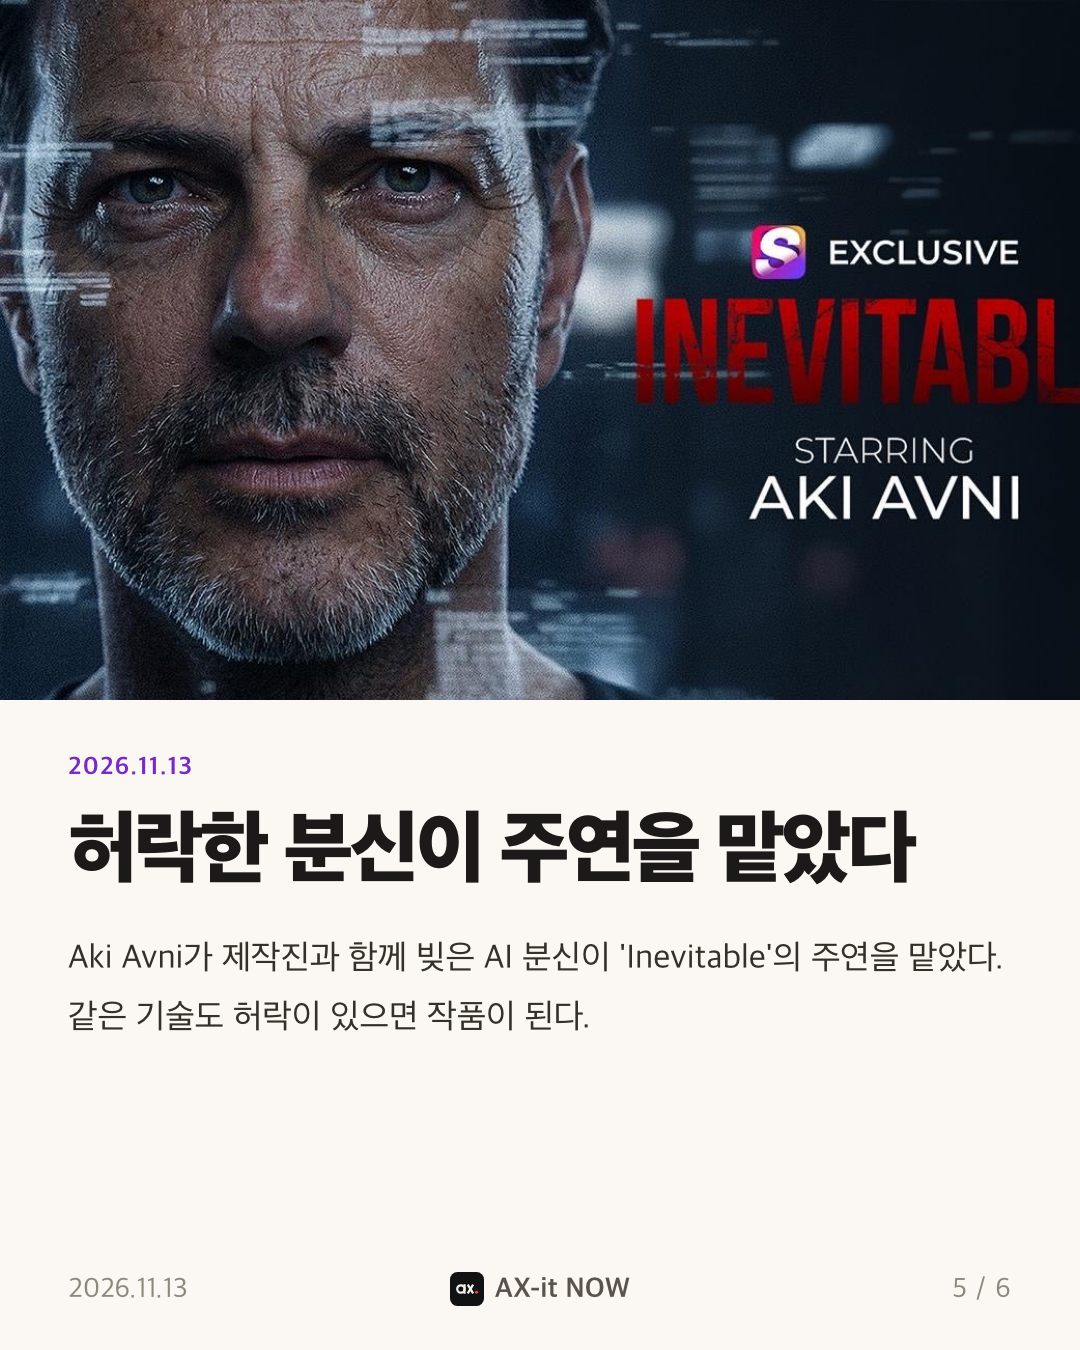 S EXCLUSIVE
INEVITABL
STARRING
AKI AVNI
2026.11.13
허락한 분신이 주연을 맡았다
Aki Avni가 제작진과 함께 빚은 AI 분신이 'Inevitable'의 주연을 맡았다.
같은 기술도 허락이 있으면 작품이 된다.
2026.11.13
ax. AX-it NOW
5 / 6